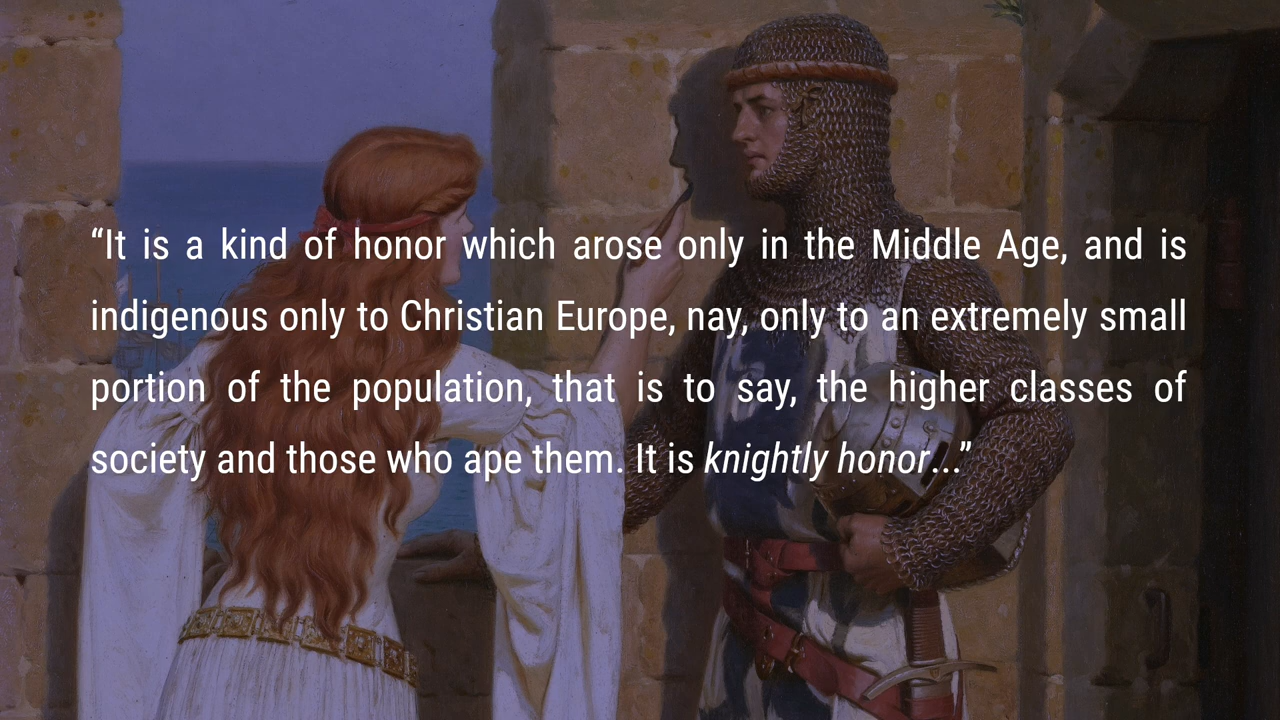 “It is a kind of honor which arose only in the Middle Age, and is
indigenous only to Christian Europe, nay, only to an extremely small
portion of the population, that is to say, the higher classes of
society and those who ape them. It is knightly honor...”